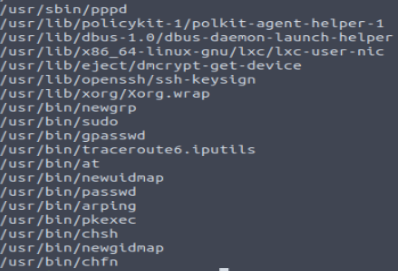 /usr/sbin/pppd
/usr/lib/policykit-1/polkit-agent-helper-1
/usr/lib/dbus-1.0/dbus-daemon-launch-helper
/usr/lib/x86_64-linux-gnu/lxc/lxc-user-nic
/usr/lib/eject/dmcrypt-get-device
/usr/lib/openssh/ssh-keysign
/usr/lib/xorg/Xorg.wrap
/usr/bin/newgrp
/usr/bin/sudo
/usr/bin/gpasswd
/usr/bin/traceroute6.iputils
/usr/bin/at
/usr/bin/newuidmap
/usr/bin/passwd
/usr/bin/arping
/usr/bin/pkexec
/usr/bin/chsh
/usr/bin/newgidmap
/usr/bin/chfn